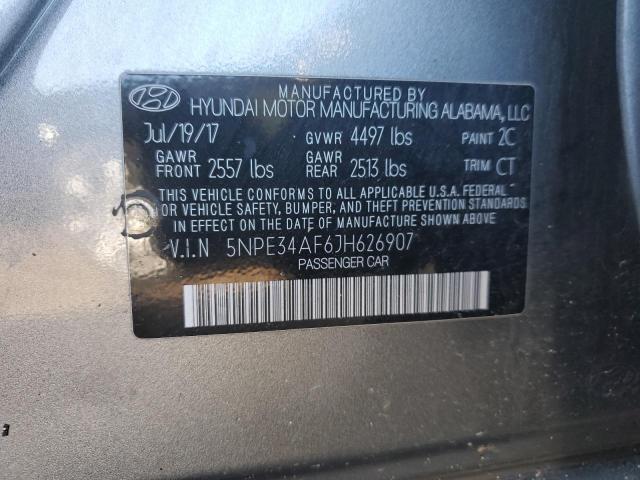 MANUFACTURED BY
HYUNDAI MOTOR MANUFACTURING ALABAMA, LLC
Jul/19/17 GVWR 4497 lbs PAINT 2C
GAWR FRONT 2557 lbs GAWR REAR 2513 lbs TRIM CT
THIS VEHICLE CONFORMS TO ALL APPLICABLE U.S.A. FEDERAL
MOTOR VEHICLE SAFETY, BUMPER, AND THEFT PREVENTION STANDARDS
IN EFFECT ON THE DATE OF MANUFACTURE SHOWN ABOVE.
V.I.N 5NPE34AF6JH626907
PASSENGER CAR